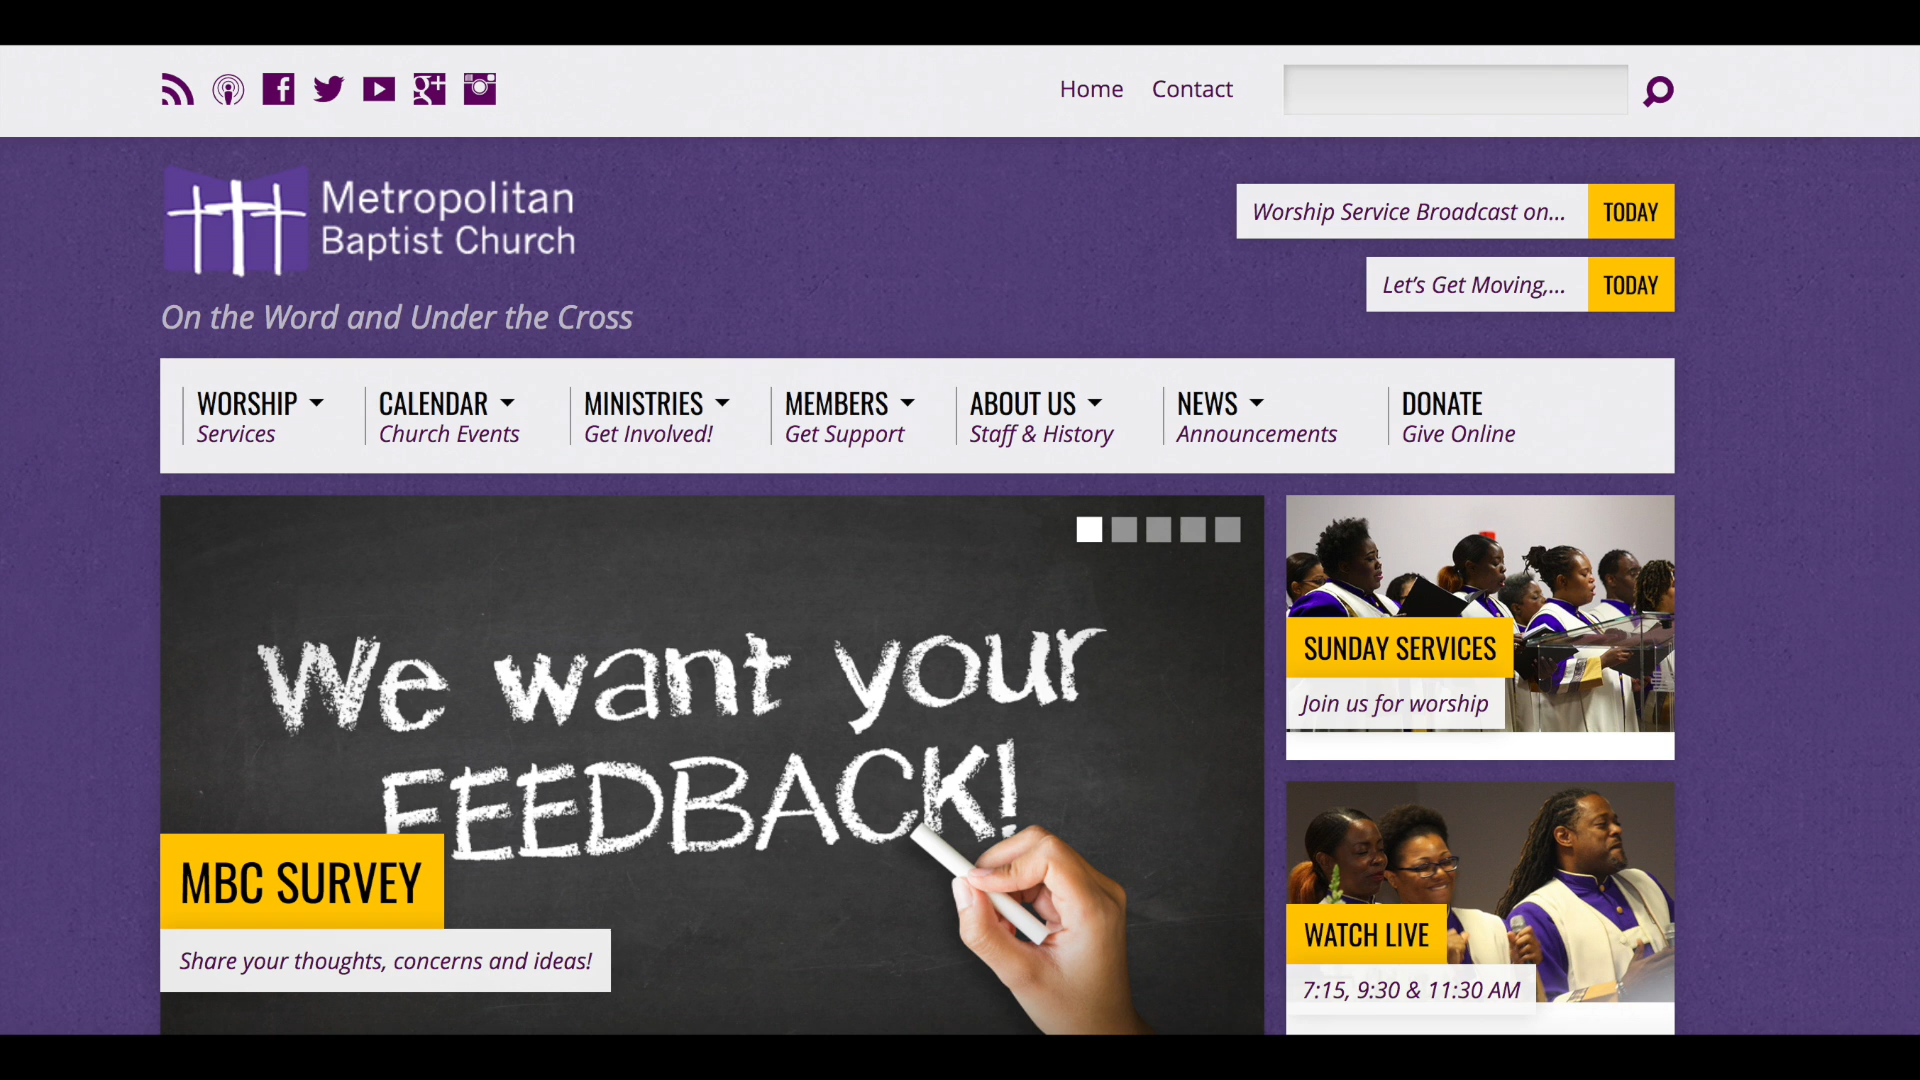 Home Contact
Metropolitan
Baptist Church
On the Word and Under the Cross
Worship Service Broadcast on... TODAY
Let's Get Moving,... TODAY
WORSHIP CALENDAR MINISTRIES MEMBERS ABOUT US NEWS DONATE
Services Church Events Get Involved! Get Support Staff & History Announcements Give Online
We want your
FEEDBACK!
MBC SURVEY
Share your thoughts, concerns and ideas!
SUNDAY SERVICES
Join us for worship
WATCH LIVE
7:15, 9:30 & 11:30 AM